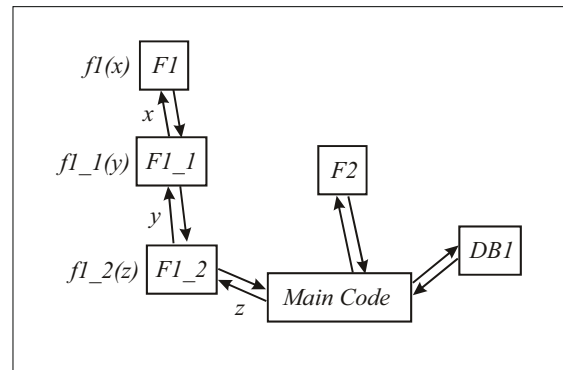 f1(x) F1
x
f1_1(y) F1_1
F2
y
DB1
f1_2(z) F1_2
Main Code
z